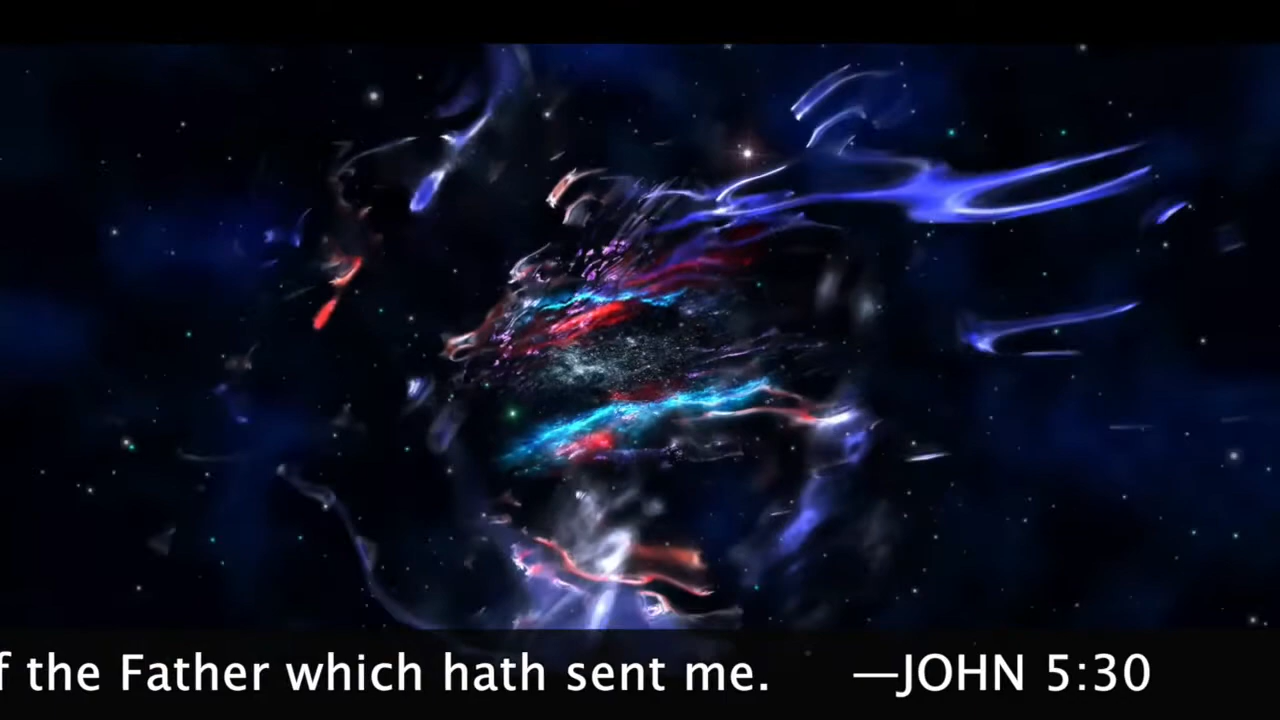 f the Father which hath sent me. —JOHN 5:30